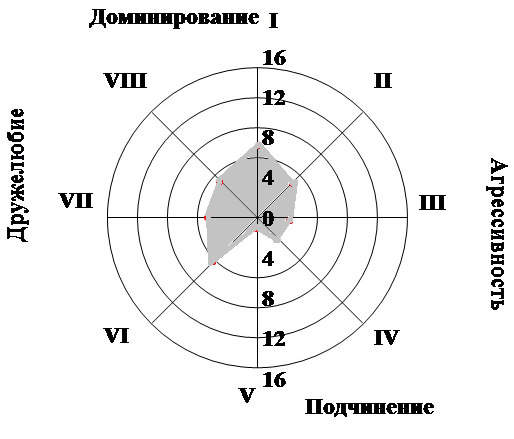 Доминирование I
16
VIII
II
12
8
Дружелюбие
4
VII
0
III
Агрессивность
4
8
VI
IV
12
16
V
Подчинение